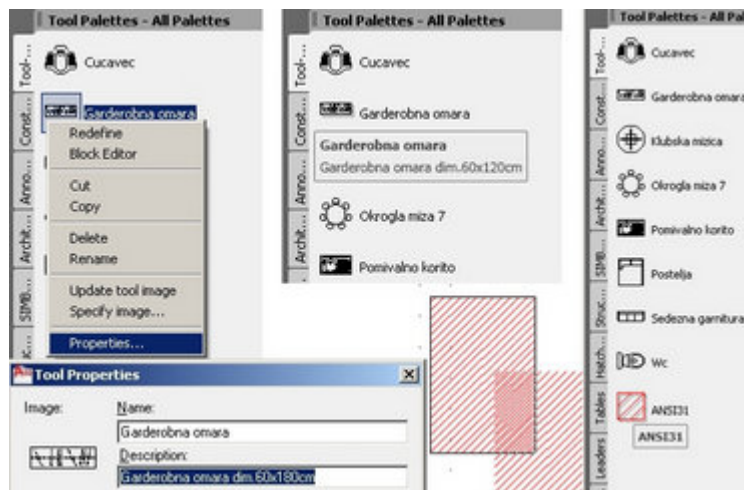 Tool Palettes - All Palettes
Cucavec
Garderobna omara
Redefine
Block Editor
Cut
Copy
Delete
Rename
Update tool image
Specify image...
Properties...
Tool-...
Const...
Anno...
Archit...
SIMB...
Tool Properties
Image:
Name:
Garderobna omara
Description:
Garderobna omara dim.60x180cm
Tool Palettes - All Palettes
Cucavec
Garderobna omara
Garderobna omara
Garderobna omara dim.60x120cm
Okrogla miza 7
Pomivalno korito
Tool-...
Const...
Anno...
Archit...
Tool Palettes - All Pal
Cucavec
Garderobna omara
Klubska mizica
Okrogla miza 7
Pomivalno korito
Postelja
Sedezna garnitura
Wc
ANSI31
ANSI31
Tool-...
Const...
Anno...
Archit...
SIMB...
Struc...
Hatch...
Tables
Leaders